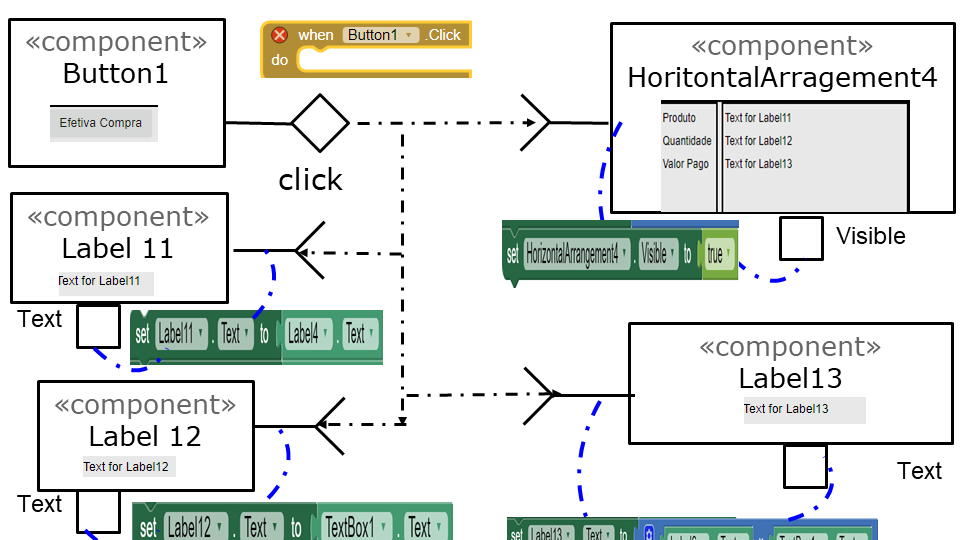 «component»
Button1
Efetiva Compra
when Button1 .Click
do
click
«component»
HoritontalArragement4
Produto Text for Label11
Quantidade Text for Label12
Valor Pago Text for Label13
set HorizontalArrangement4 . Visible to true
Visible
«component»
Label 11
Text for Label11
Text
set Label11 . Text to Label4 . Text
«component»
Label 12
Text for Label12
Text
set Label12 . Text to TextBox1 . Text
«component»
Label13
Text for Label13
Text
set Label13 . Text to